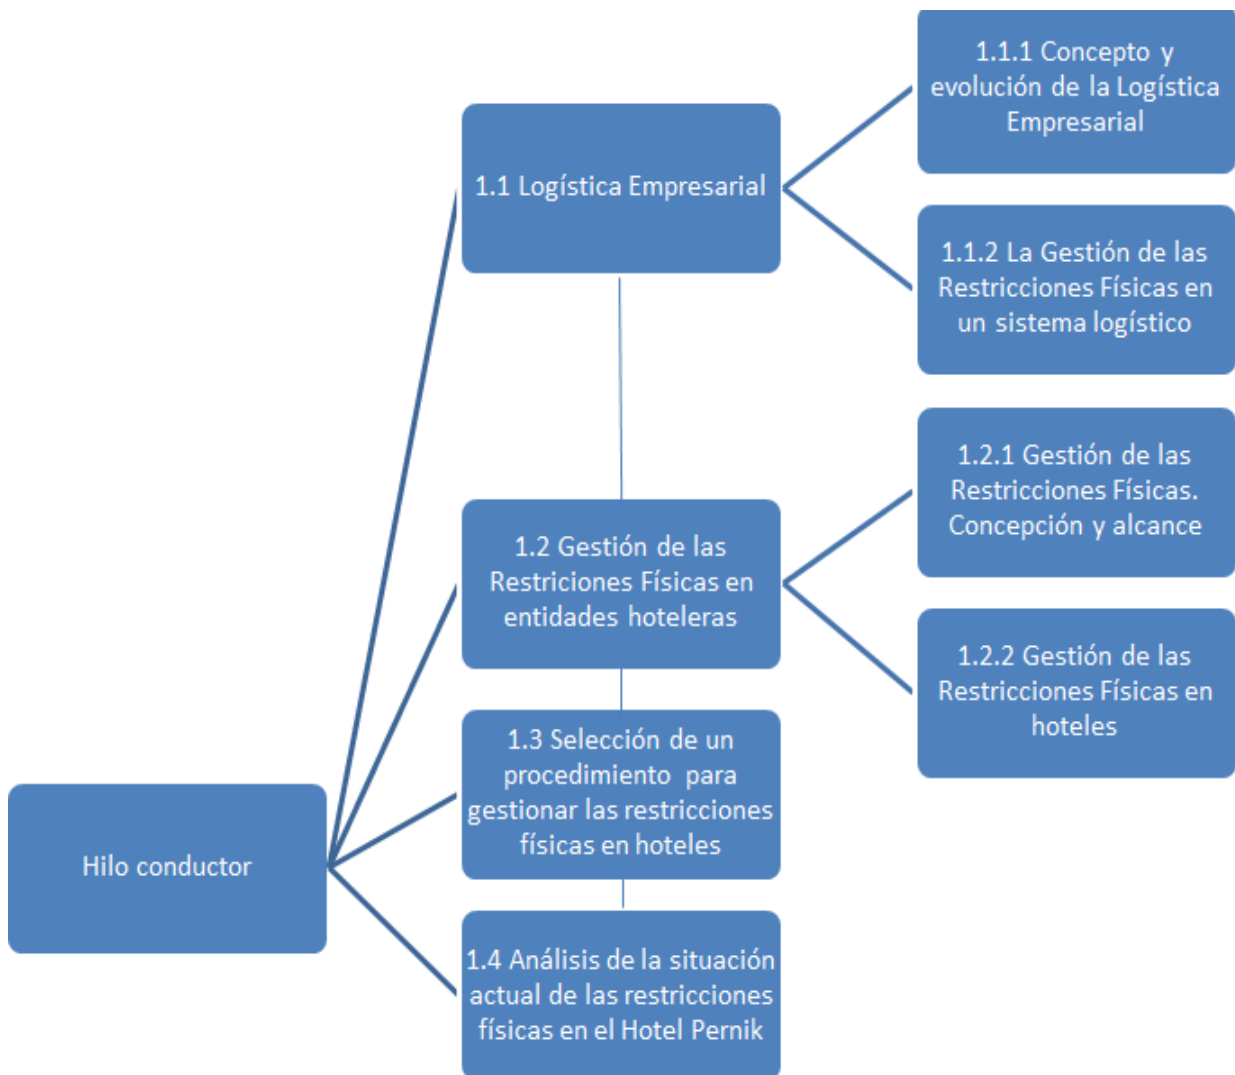 Hilo conductor
1.1 Logística Empresarial
1.1.1 Concepto y
evolución de la Logística
Empresarial
1.1.2 La Gestión de las
Restricciones Físicas en
un sistema logístico
1.2 Gestión de las
Restriciones Físicas en
entidades hoteleras
1.2.1 Gestión de las
Restricciones Físicas.
Concepción y alcance
1.2.2 Gestión de las
Restricciones Físicas en
hoteles
1.3 Selección de un
procedimiento para
gestionar las restricciones
físicas en hoteles
1.4 Análisis de la situación
actual de las restricciones
físicas en el Hotel Pernik